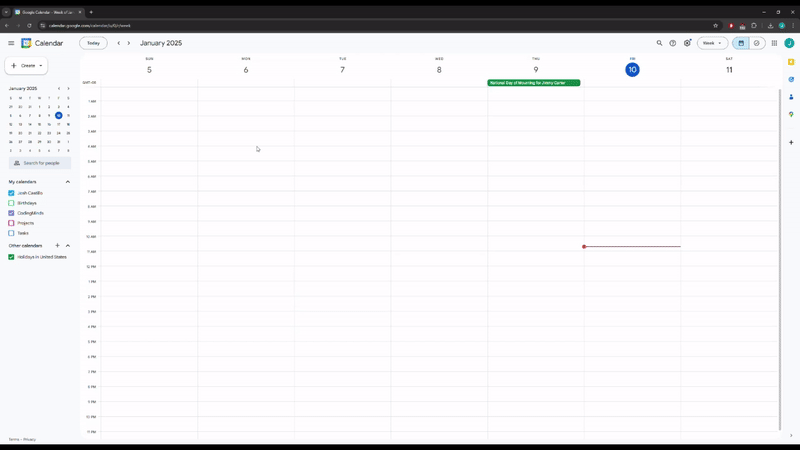 Google Calendar - Week of Jan
calendar.google.com/calendar/u/0/r/week
Calendar
Today
January 2025
Week
J
Create
SUN
5
MON
6
TUE
7
WED
8
THU
9
FRI
10
SAT
11
National Day of Mourning for Jimmy Carter
January 2025
S M T W T F S
29 30 31 1 2 3 4
5 6 7 8 9 10 11
12 13 14 15 16 17 18
19 20 21 22 23 24 25
26 27 28 29 30 31 1
2 3 4 5 6 7 8
Search for people
My calendars
Josh Castillo
Birthdays
CodingMinds
Projects
Tasks
Other calendars
Holidays in United States
1 AM
2 AM
3 AM
4 AM
5 AM
6 AM
7 AM
8 AM
9 AM
10 AM
11 AM
12 PM
1 PM
2 PM
3 PM
4 PM
5 PM
6 PM
7 PM
8 PM
9 PM
10 PM
11 PM
Terms - Privacy